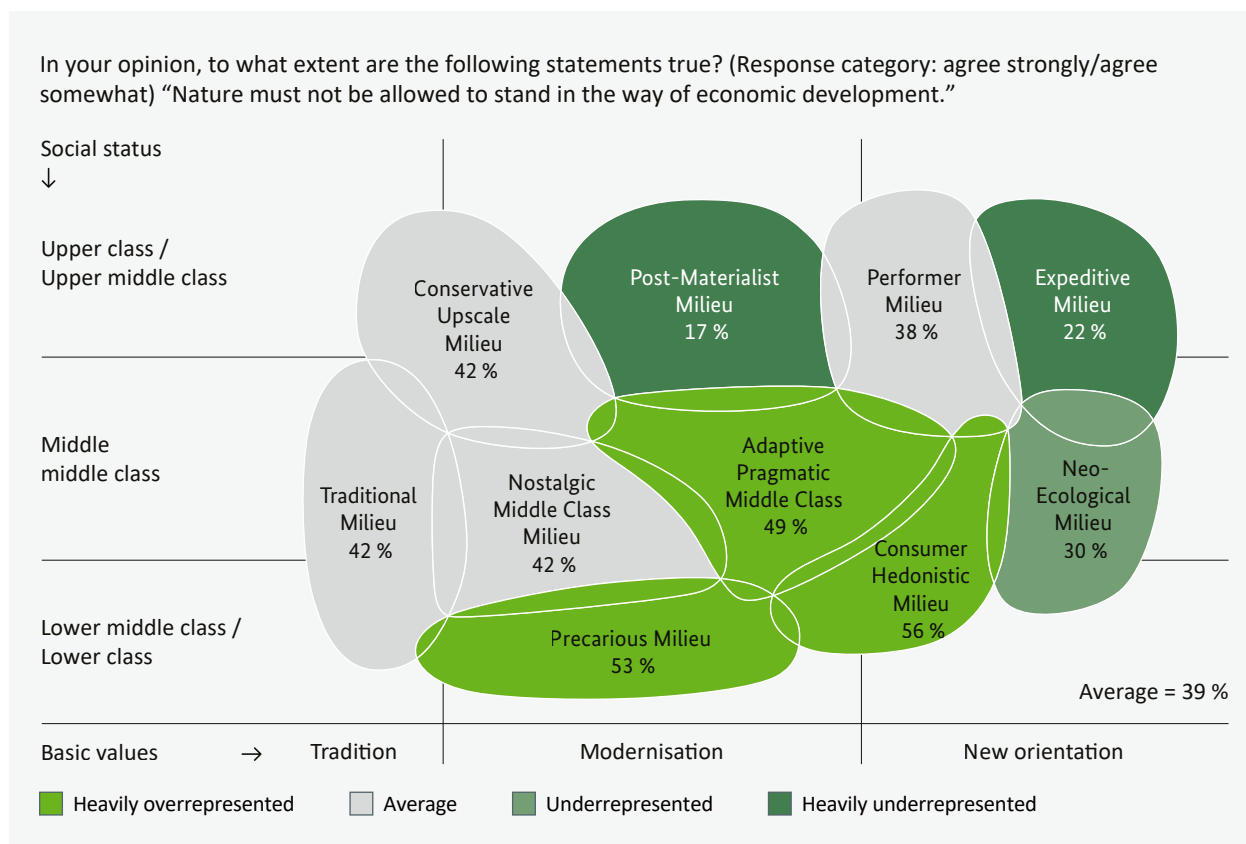 In your opinion, to what extent are the following statements true? (Response category: agree strongly/agree
somewhat) “Nature must not be allowed to stand in the way of economic development.”
Social status
↓
Upper class /
Upper middle class
Conservative
Upscale
Milieu
42 %
Post-Materialist
Milieu
17 %
Performer
Milieu
38 %
Expeditive
Milieu
22 %
Middle
middle class
Traditional
Milieu
42 %
Nostalgic
Middle Class
Milieu
42 %
Adaptive
Pragmatic
Middle Class
49 %
Consumer
Hedonistic
Milieu
56 %
Neo-
Ecological
Milieu
30 %
Lower middle class /
Lower class
Precarious Milieu
53 %
Average = 39 %
Basic values → Tradition Modernisation New orientation
Heavily overrepresented Average Underrepresented Heavily underrepresented